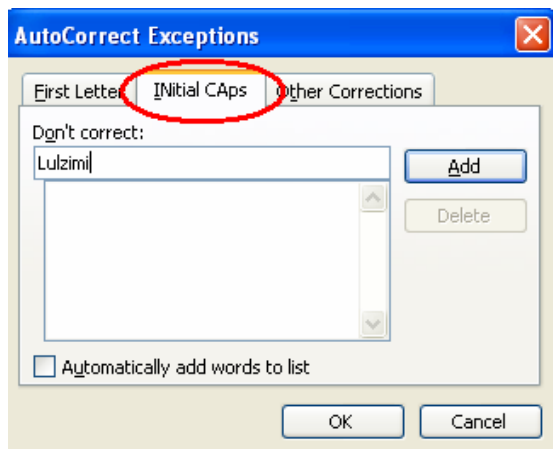 AutoCorrect Exceptions
First Letter INitial CAps Other Corrections
Don't correct:
Lulzimi
Add
Delete
Automatically add words to list
OK Cancel